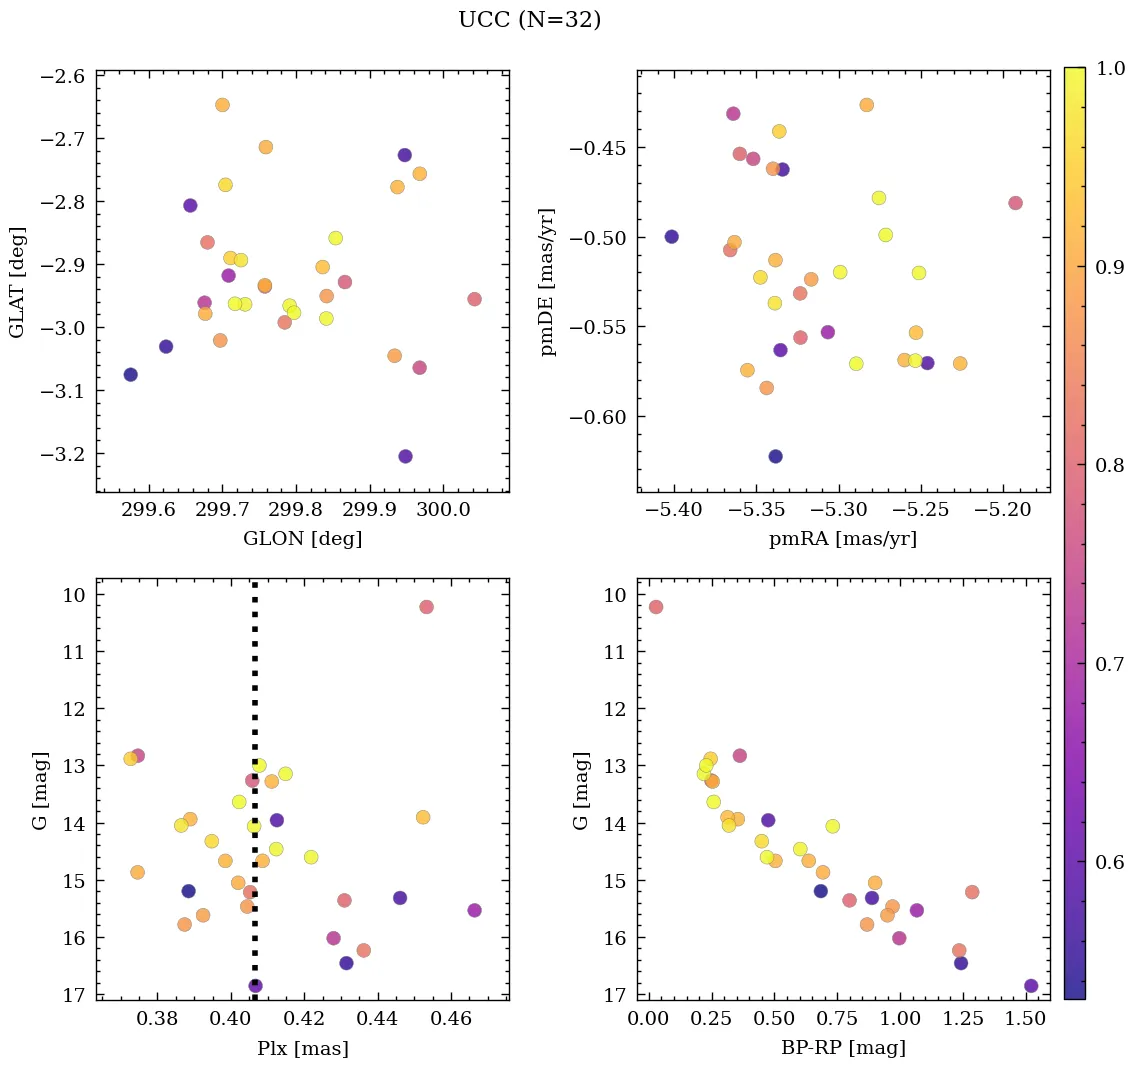 UCC (N=32)
−2.6
−2.7
−2.8
−2.9
−3.0
−3.1
−3.2
GLAT [deg]
299.6 299.7 299.8 299.9 300.0
GLON [deg]
−0.45
−0.50
−0.55
−0.60
pmDE [mas/yr]
−5.40 −5.35 −5.30 −5.25 −5.20
pmRA [mas/yr]
1.0
0.9
0.8
0.7
0.6
10
11
12
13
14
15
16
17
G [mag]
0.38 0.40 0.42 0.44 0.46
Plx [mas]
10
11
12
13
14
15
16
17
G [mag]
0.00 0.25 0.50 0.75 1.00 1.25 1.50
BP-RP [mag]